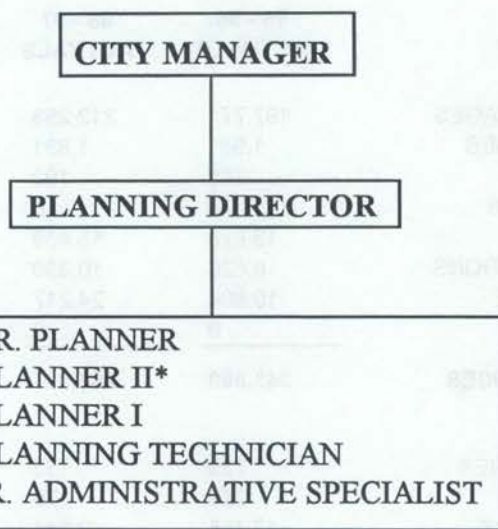 CITY MANAGER
PLANNING DIRECTOR
R. PLANNER
LANNER II*
LANNER I
LANNING TECHNICIAN
R. ADMINISTRATIVE SPECIALIST